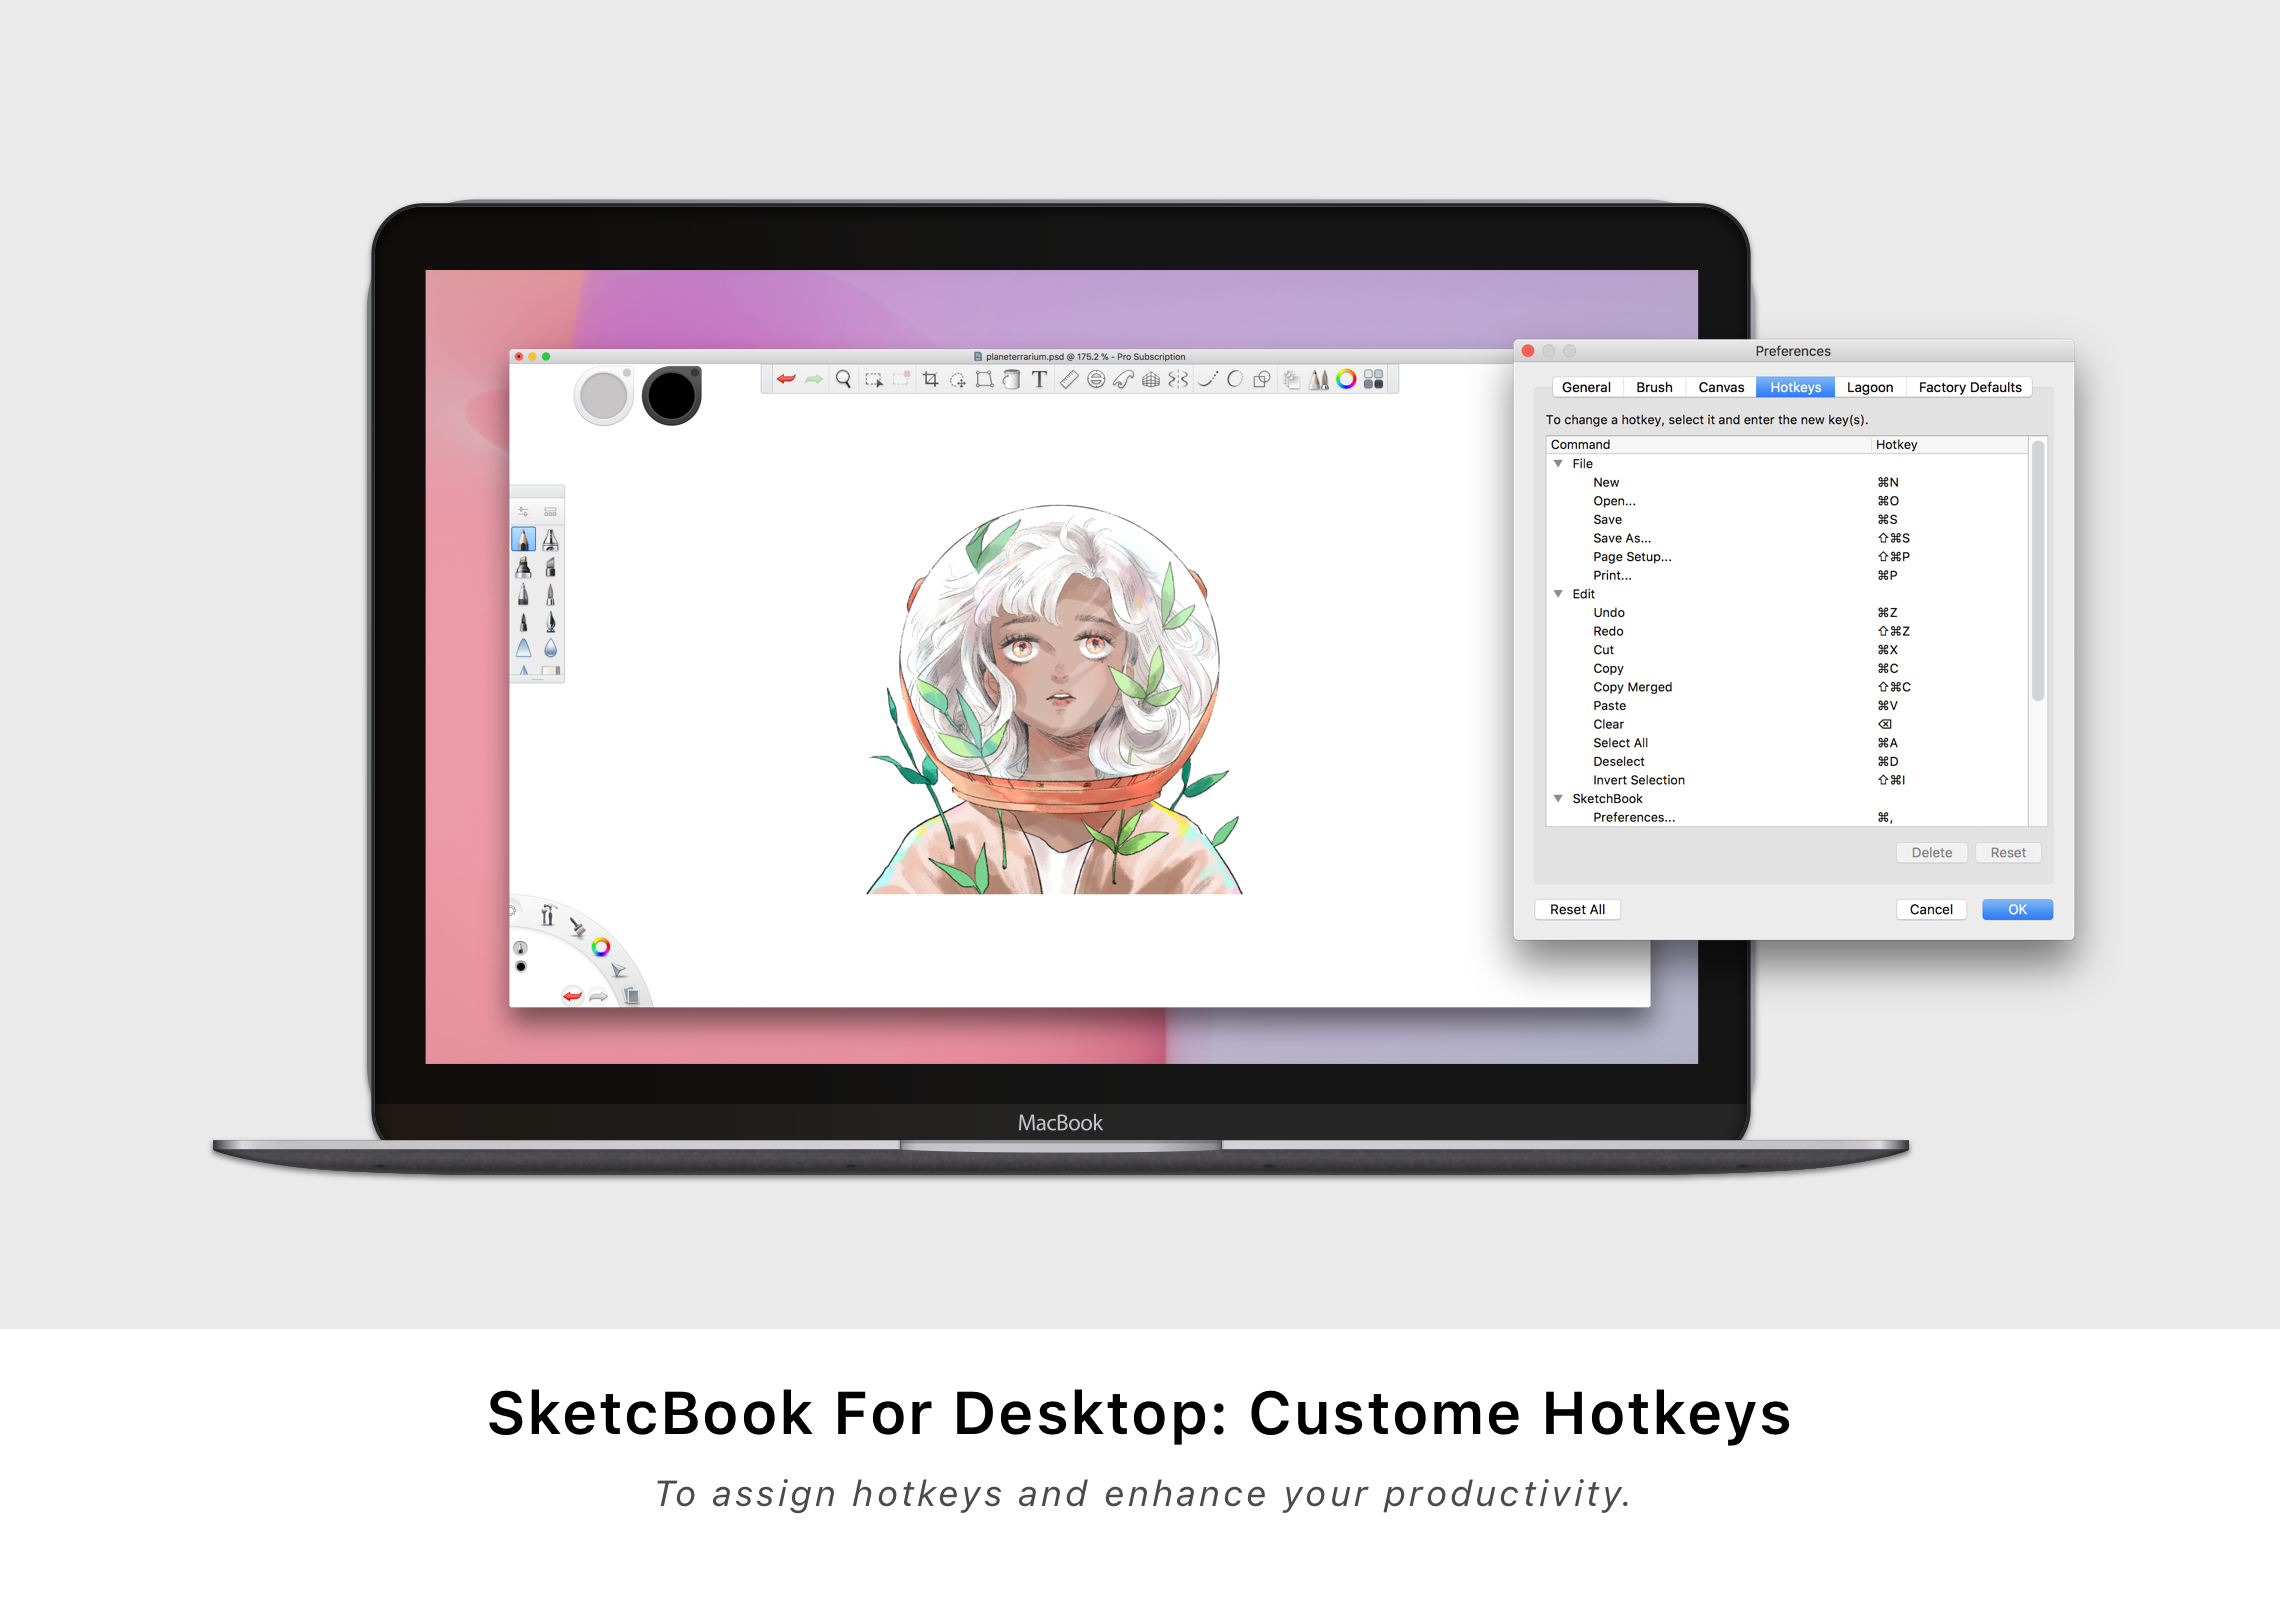 planeterrarium.psd @ 175.2 % - Pro Subscription
T
Preferences
General Brush Canvas Hotkeys Lagoon Factory Defaults
To change a hotkey, select it and enter the new key(s).
Command Hotkey
File
New ⌘N
Open... ⌘O
Save ⌘S
Save As... ⇧⌘S
Page Setup... ⇧⌘P
Print... ⌘P
Edit
Undo ⌘Z
Redo ⇧⌘Z
Cut ⌘X
Copy ⌘C
Copy Merged ⇧⌘C
Paste ⌘V
Clear ⌫
Select All ⌘A
Deselect ⌘D
Invert Selection ⇧⌘I
SketchBook
Preferences... ⌘,
Delete Reset
Reset All Cancel OK
MacBook
SketcBook For Desktop: Custome Hotkeys
To assign hotkeys and enhance your productivity.